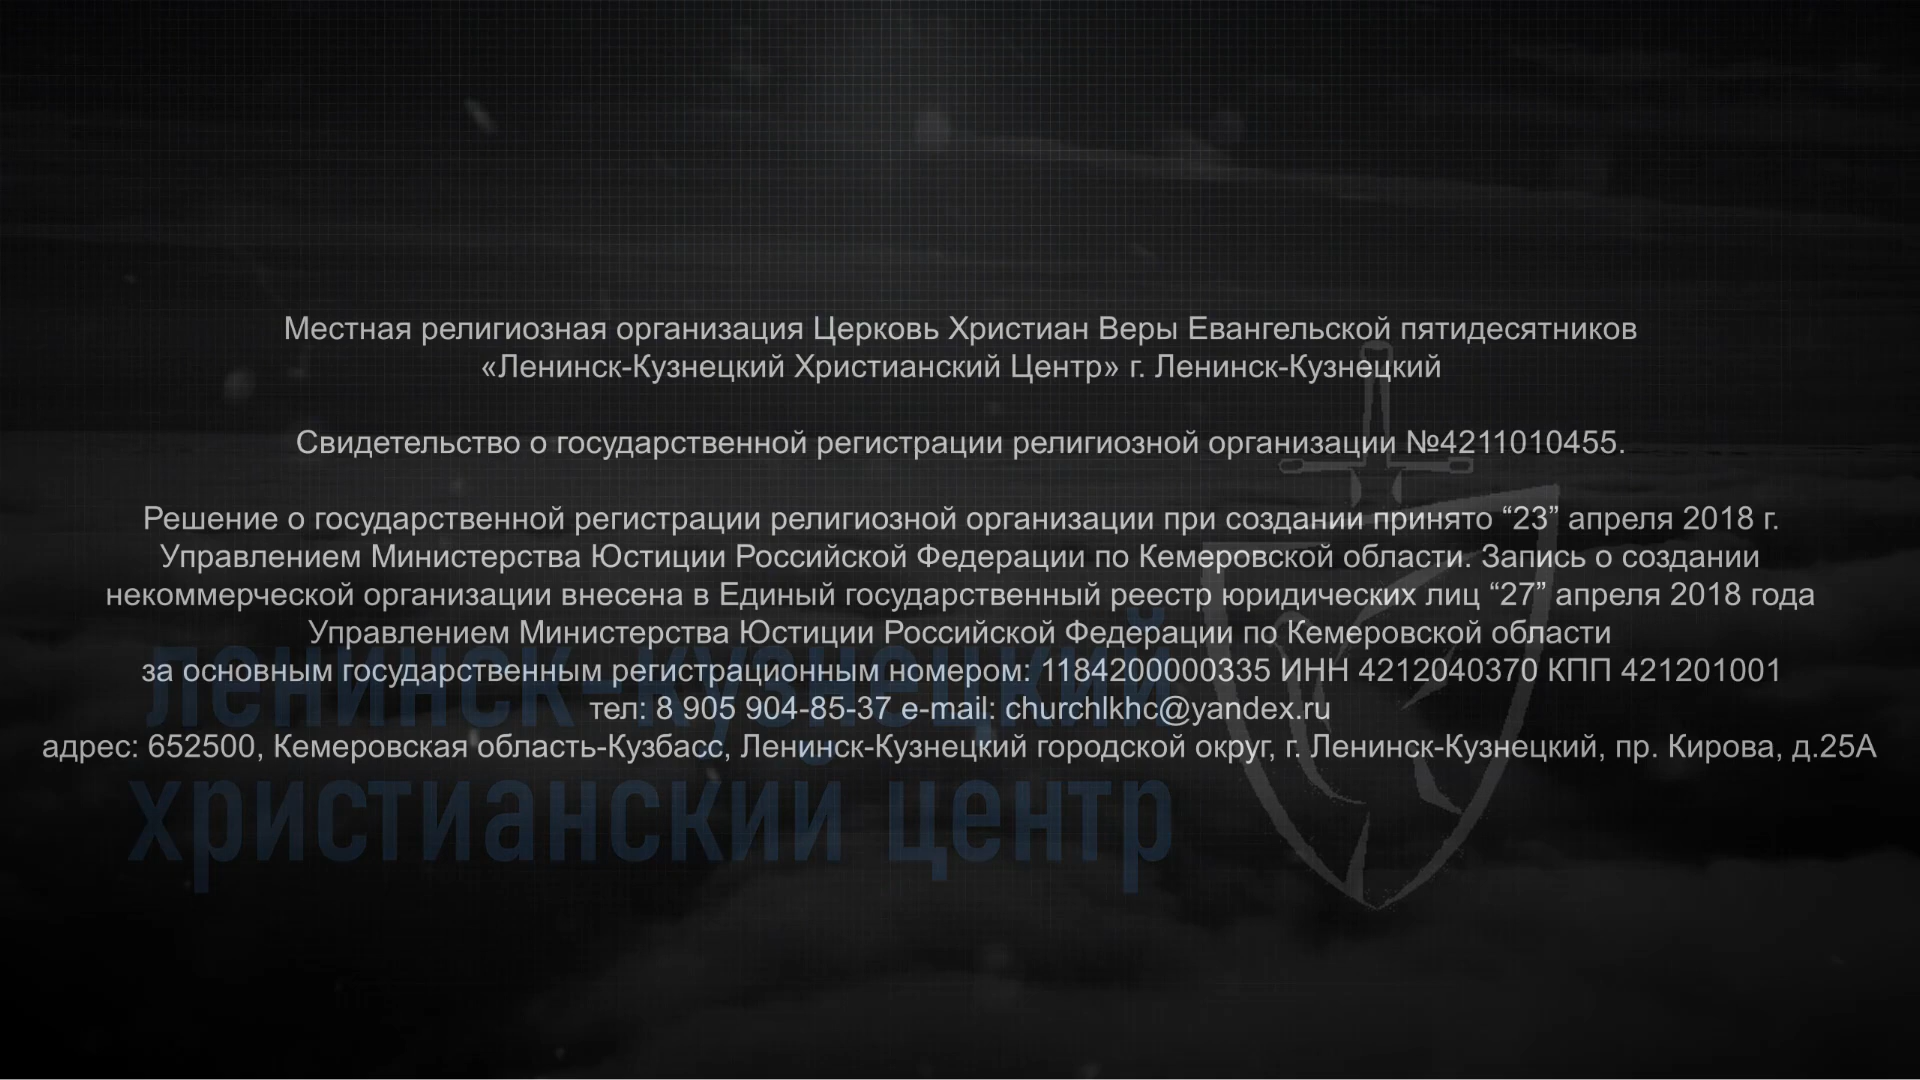 Местная религиозная организация Церковь Христиан Веры Евангельской пятидесятников
«Ленинск-Кузнецкий Христианский Центр» г. Ленинск-Кузнецкий
Свидетельство о государственной регистрации религиозной организации №4211010455.
Решение о государственной регистрации религиозной организации при создании принято “23” апреля 2018 г.
Управлением Министерства Юстиции Российской Федерации по Кемеровской области. Запись о создании
некоммерческой организации внесена в Единый государственный реестр юридических лиц “27” апреля 2018 года
Управлением Министерства Юстиции Российской Федерации по Кемеровской области
за основным государственным регистрационным номером: 1184200000335 ИНН 4212040370 КПП 421201001
тел: 8 905 904-85-37 e-mail: churchlkhc@yandex.ru
адрес: 652500, Кемеровская область-Кузбасс, Ленинск-Кузнецкий городской округ, г. Ленинск-Кузнецкий, пр. Кирова, д.25А
ленинск-кузнецкий
христианский центр